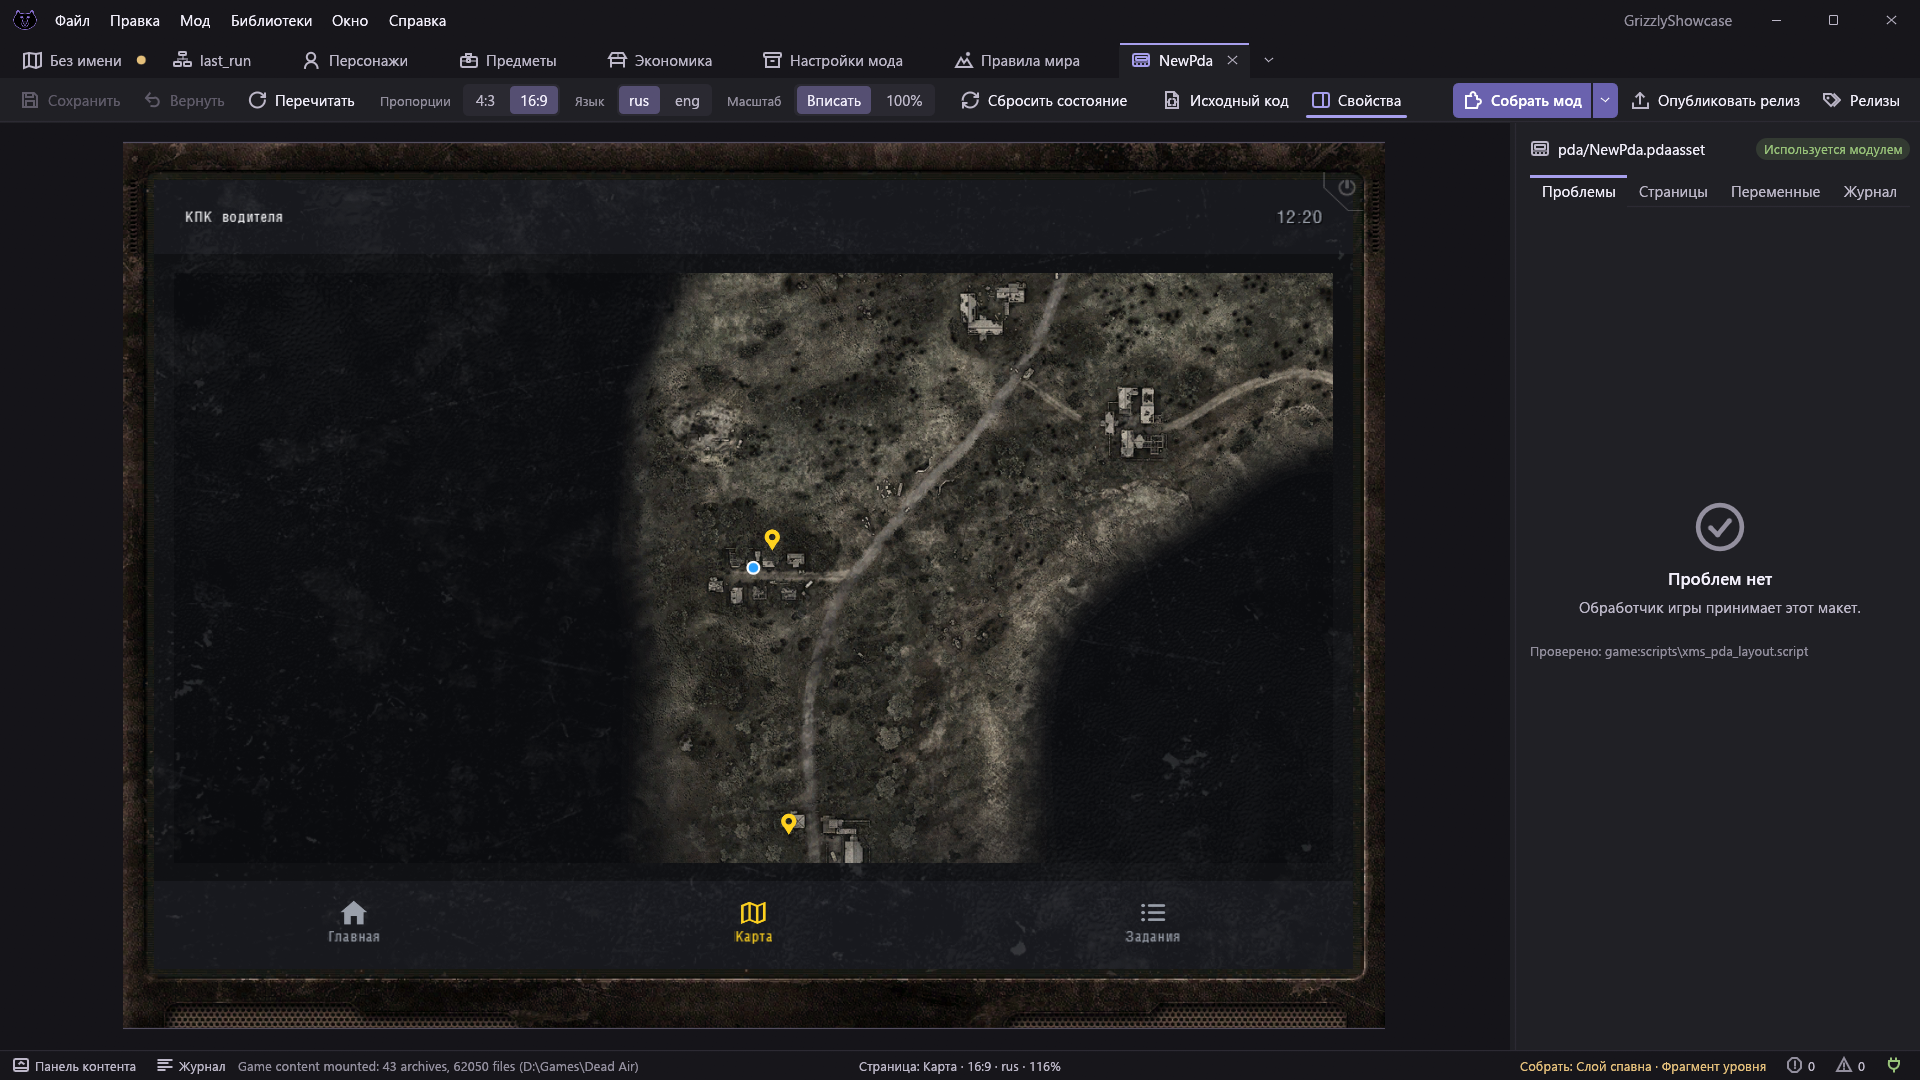 Файл Правка Мод Библиотеки Окно Справка GrizzlyShowcase
Без имени last_run Персонажи Предметы Экономика Настройки мода Правила мира NewPda
Сохранить Вернуть Перечитать Пропорции 4:3 16:9 Язык rus eng Масштаб Вписать 100% Сбросить состояние Исходный код Свойства Собрать мод Опубликовать релиз Релизы
pda/NewPda.pdaasset Используется модулем
Проблемы Страницы Переменные Журнал
КПК водителя 12:20
Проблем нет
Обработчик игры принимает этот макет.
Проверено: game:scripts\xms_pda_layout.script
Главная Карта Задания
Панель контента Журнал Game content mounted: 43 archives, 62050 files (D:\Games\Dead Air) Страница: Карта · 16:9 · rus · 116% Собрать: Слой спавна · Фрагмент уровня 0 0